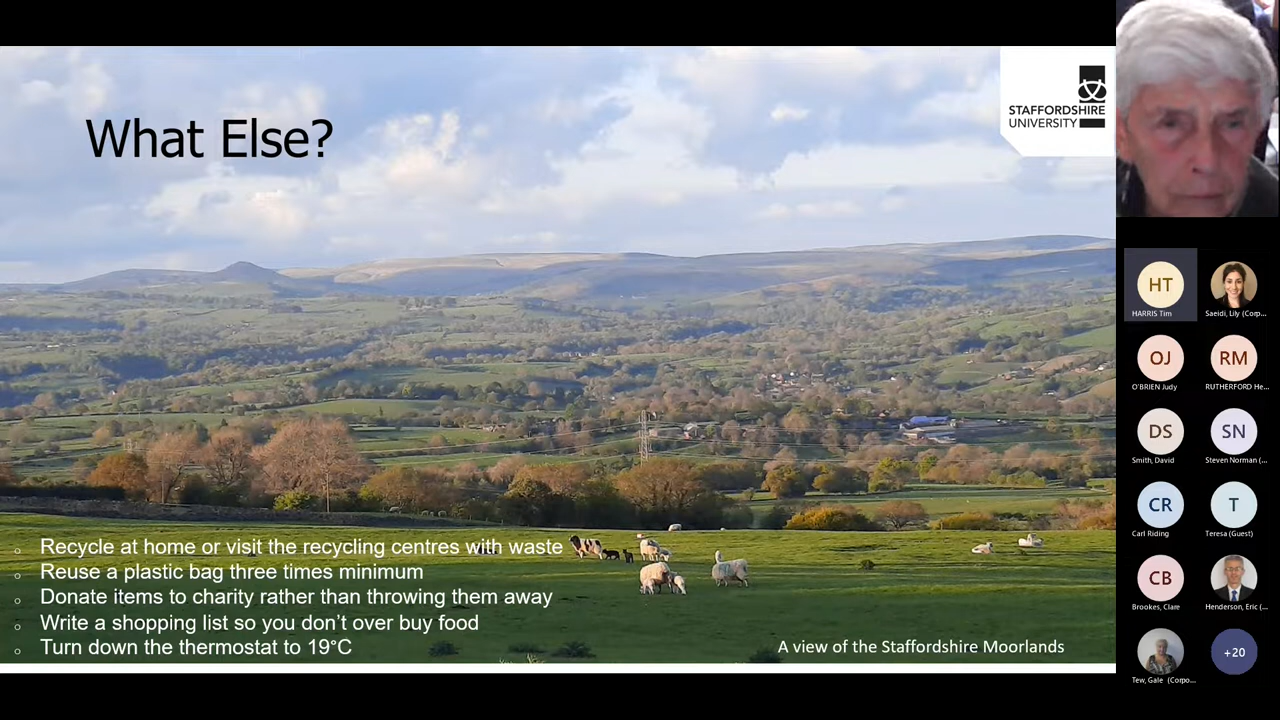 What Else?
STAFFORDSHIRE
UNIVERSITY
Recycle at home or visit the recycling centres with waste
Reuse a plastic bag three times minimum
Donate items to charity rather than throwing them away
Write a shopping list so you don’t over buy food
Turn down the thermostat to 19°C
A view of the Staffordshire Moorlands
HT
HARRIS Tim
Saeidi, Lily (Corp...
OJ
O'BRIEN Judy
RM
RUTHERFORD He...
DS
Smith, David
SN
Steven Norman (...
CR
Carl Riding
T
Teresa (Guest)
CB
Brookes, Clare
Henderson, Eric (...
Tew, Gale (Corpo...
+20